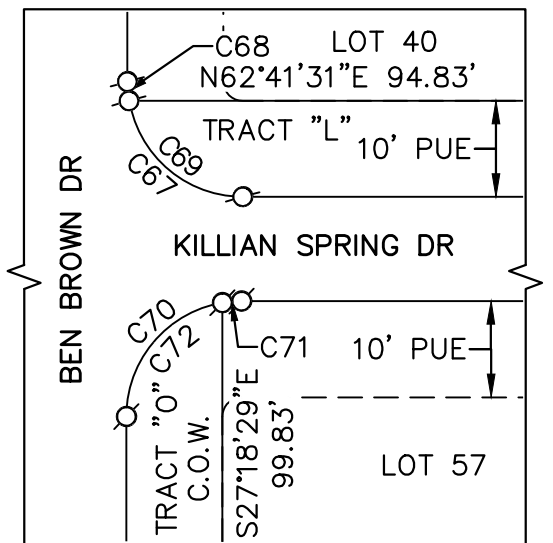 C68
LOT 40
N62°41'31"E 94.83'
TRACT "L"
10' PUE
C69
C67
KILLIAN SPRING DR
BEN BROWN DR
C70
C72
C71
10' PUE
TRACT "O"
C.O.W.
S27°18'29"E
99.83'
LOT 57